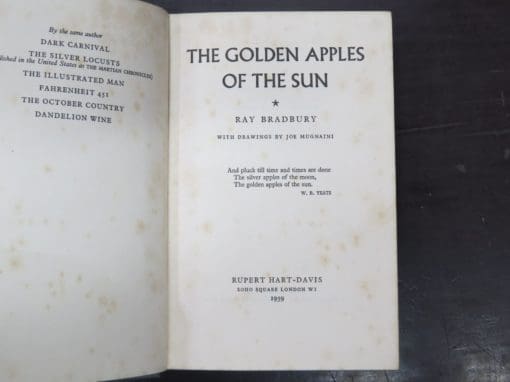 By the same author
DARK CARNIVAL
THE SILVER LOCUSTS
in the United States as THE MARTIAN CHRONICLES)
THE ILLUSTRATED MAN
FAHRENHEIT 451
THE OCTOBER COUNTRY
DANDELION WINE
THE GOLDEN APPLES
OF THE SUN
★
RAY BRADBURY
WITH DRAWINGS BY JOE MUGNAINI
And pluck till time and times are done
The silver apples of the moon,
The golden apples of the sun.
W. B. YEATS
RUPERT HART-DAVIS
SOHO SQUARE LONDON W1
1959